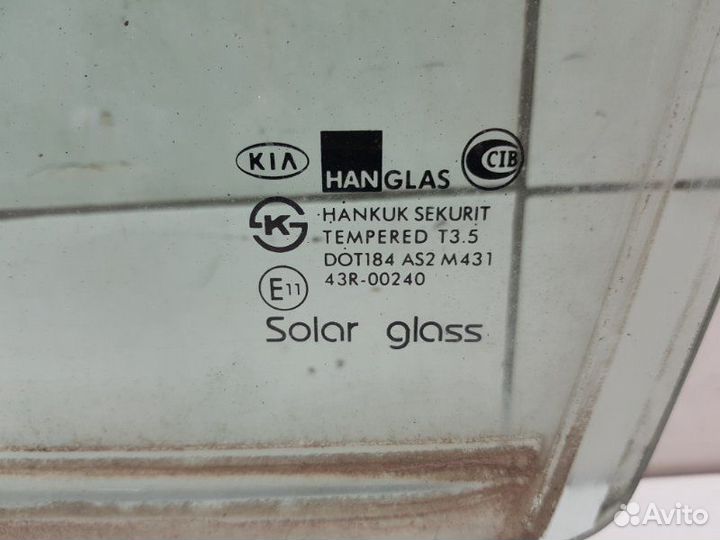 KIA HANGLAS CIB
K HANKUK SEKURIT
TEMPERED T3.5
DOT184 AS2 M431
E11 43R-00240
Solar glass
Avito